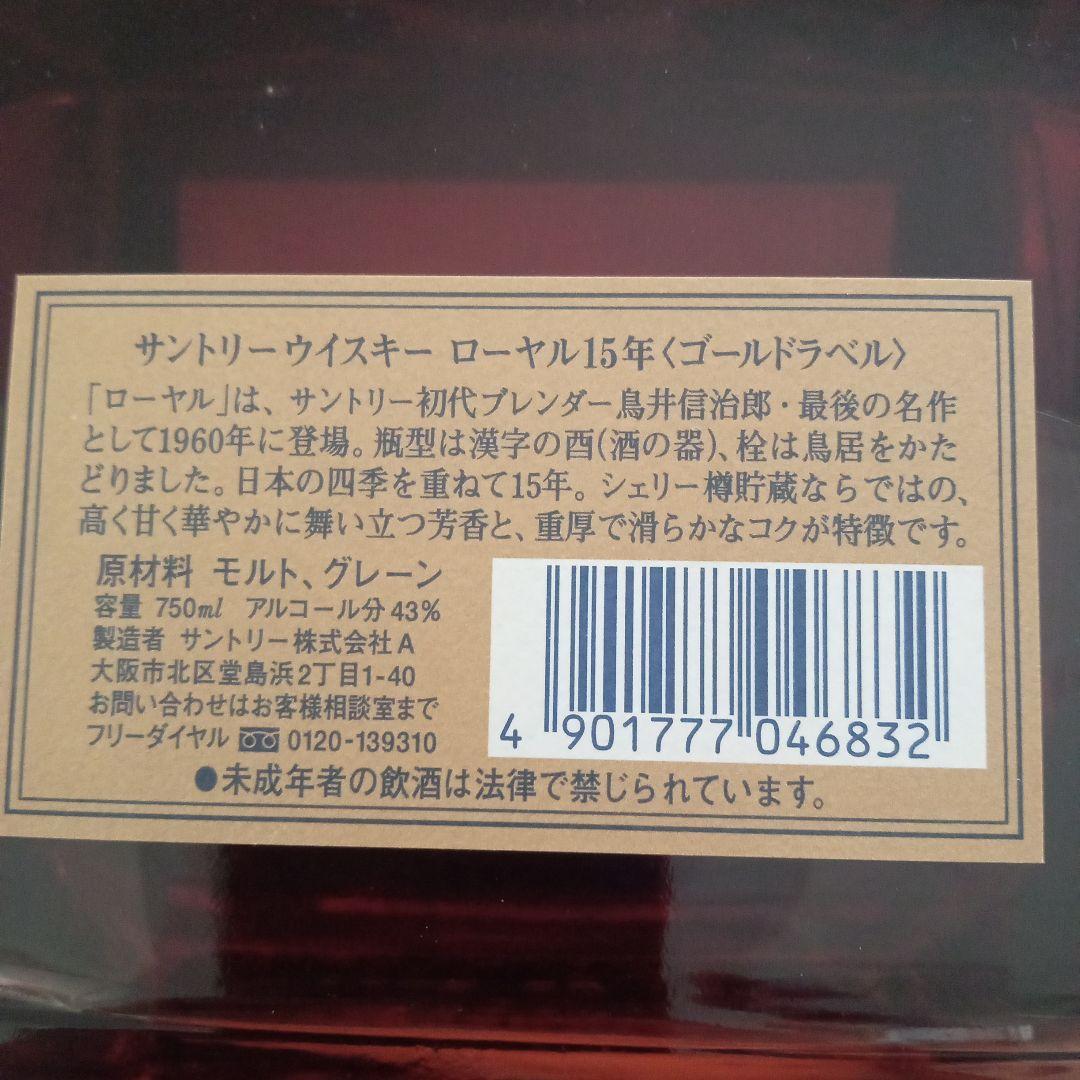 サントリーウイスキー ローヤル15年〈ゴールドラベル〉
「ローヤル」は、サントリー初代ブレンダー鳥井信治郎・最後の名作
として1960年に登場。瓶型は漢字の酉(酒の器)、栓は鳥居をかた
どりました。日本の四季を重ねて15年。シェリー樽貯蔵ならではの、
高く甘く華やかに舞い立つ芳香と、重厚で滑らかなコクが特徴です。
原材料 モルト、グレーン
容量 750ml アルコール分43%
製造者 サントリー株式会社A
大阪市北区堂島浜2丁目1-40
お問い合わせはお客様相談室まで
フリーダイヤル 0120-139310
4 901777 046832
●未成年者の飲酒は法律で禁じられています。